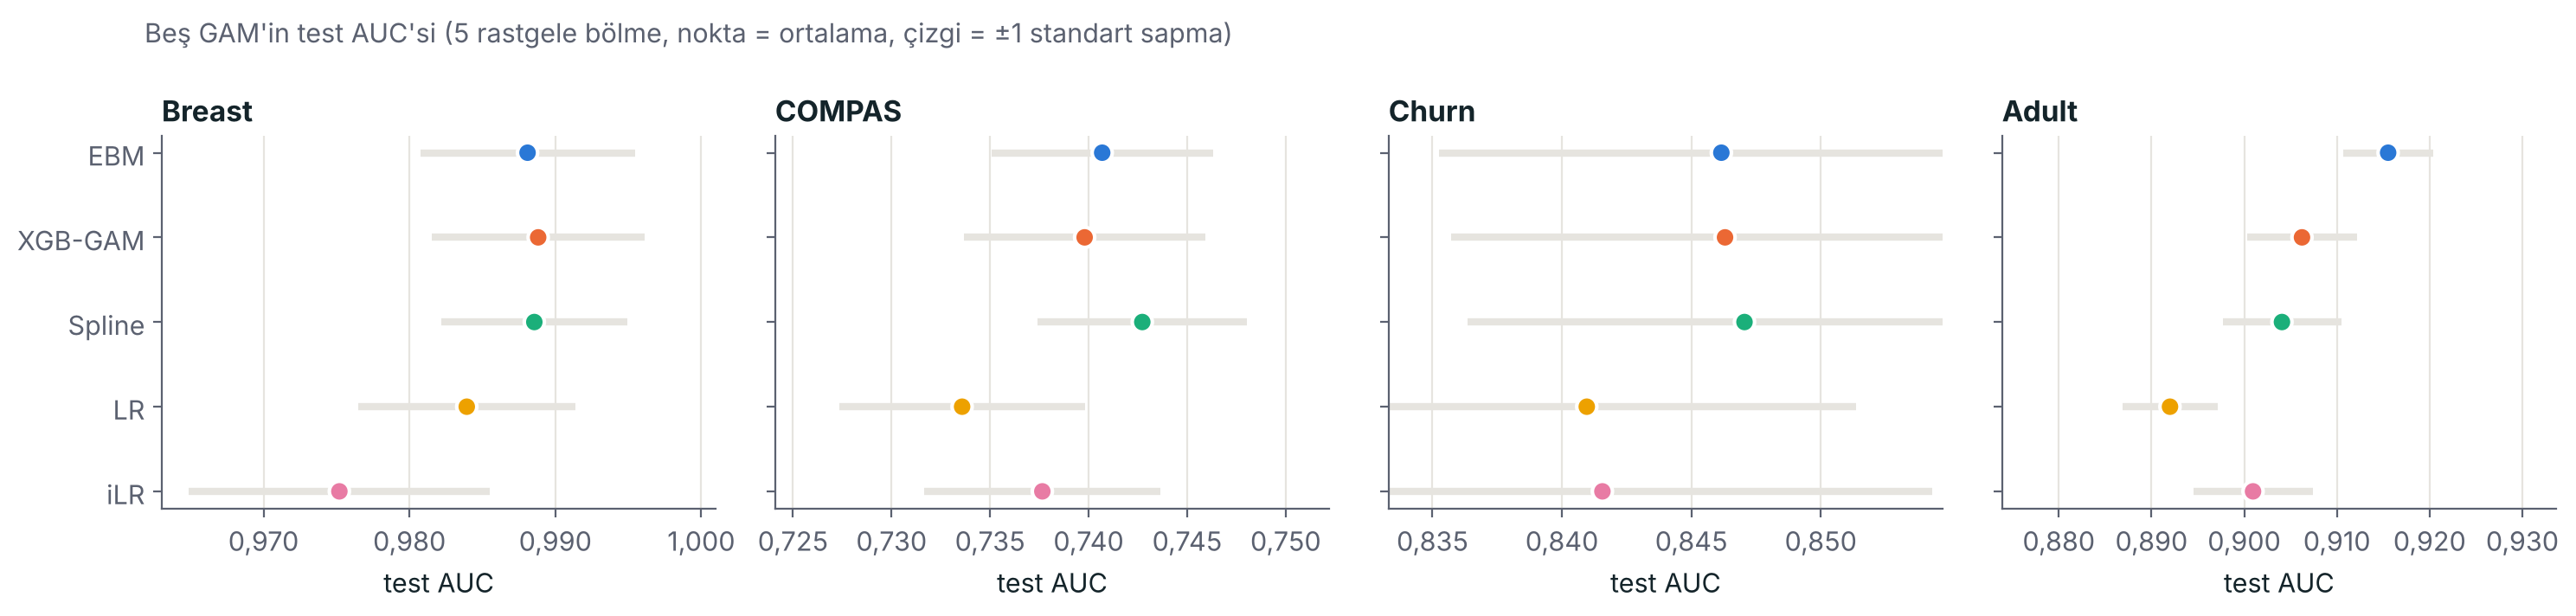 Beş GAM'in test AUC'si (5 rastgele bölme, nokta = ortalama, çizgi = ±1 standart sapma)
Breast
COMPAS
Churn
Adult
EBM
XGB-GAM
Spline
LR
iLR
0,970 0,980 0,990 1,000
0,725 0,730 0,735 0,740 0,745 0,750
0,835 0,840 0,845 0,850
0,880 0,890 0,900 0,910 0,920 0,930
test AUC
test AUC
test AUC
test AUC